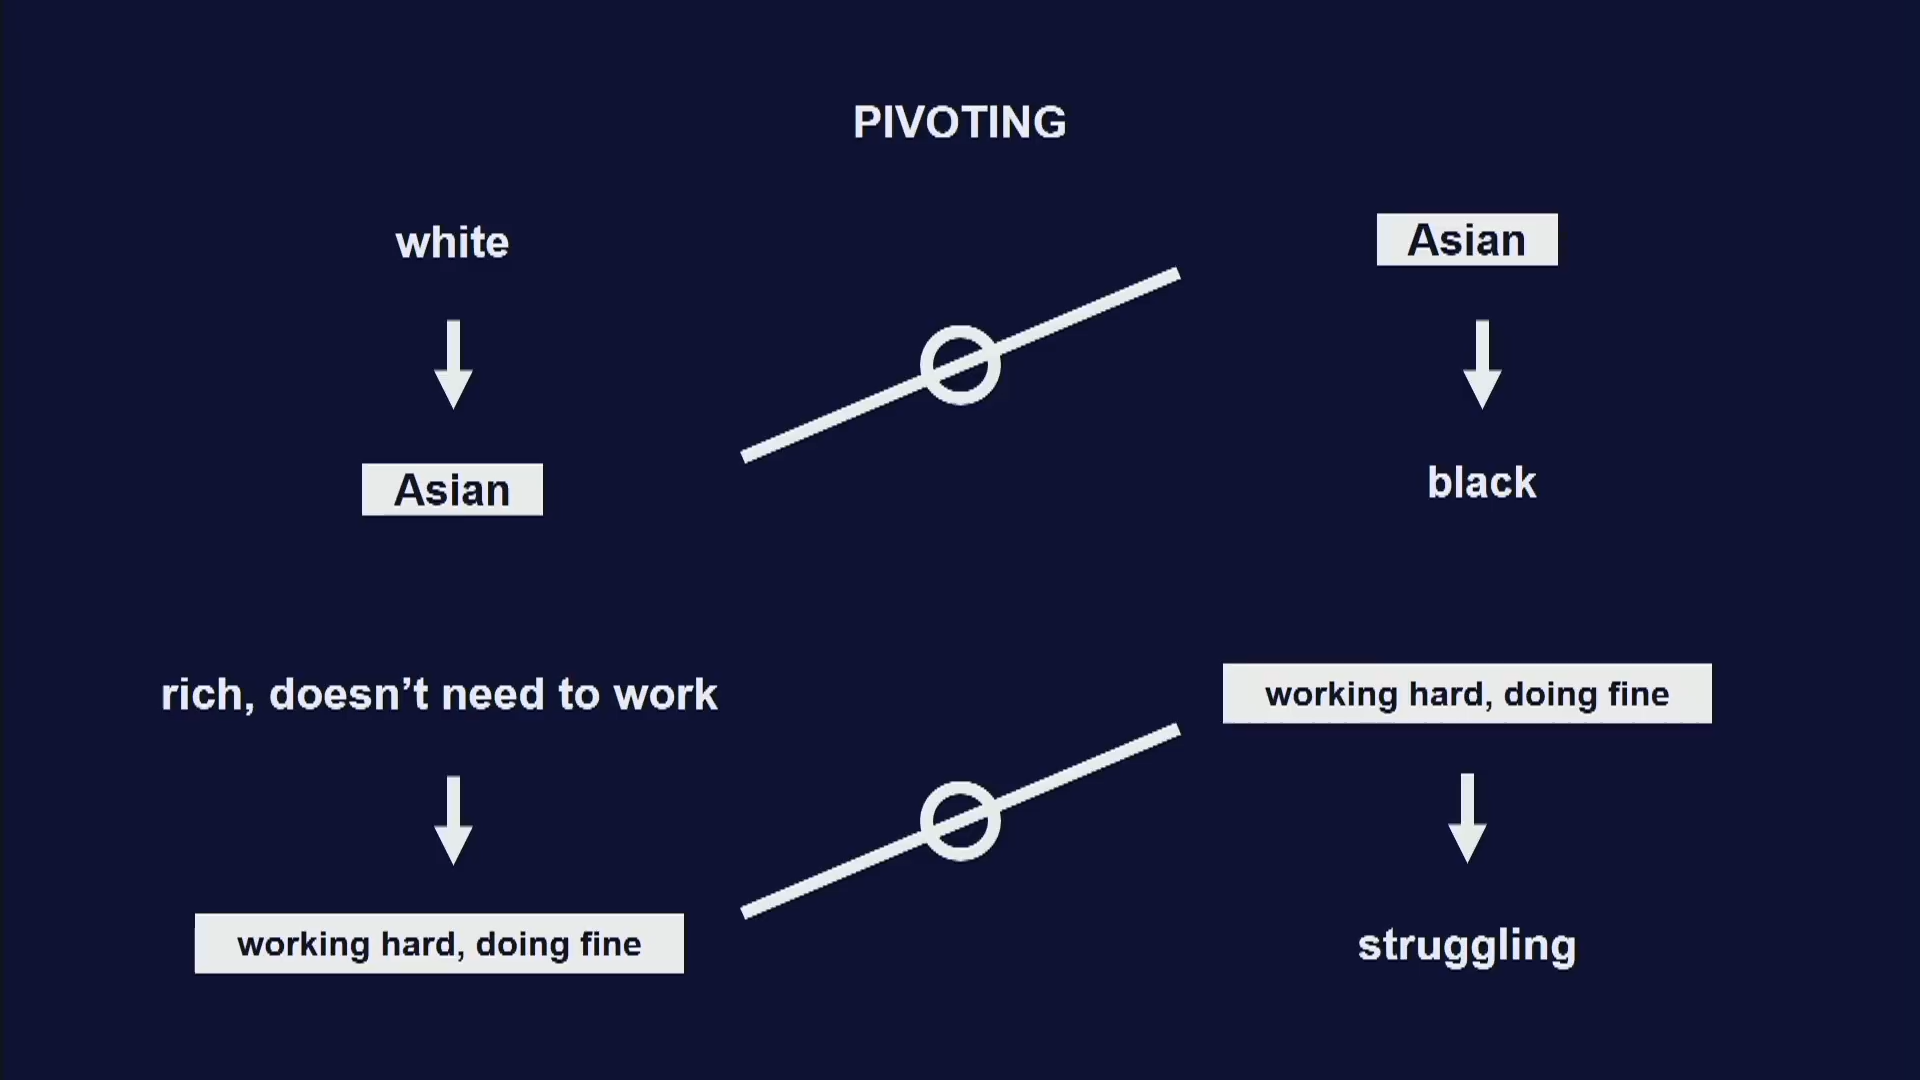 PIVOTING
white
Asian
Asian
black
rich, doesn’t need to work
working hard, doing fine
working hard, doing fine
struggling